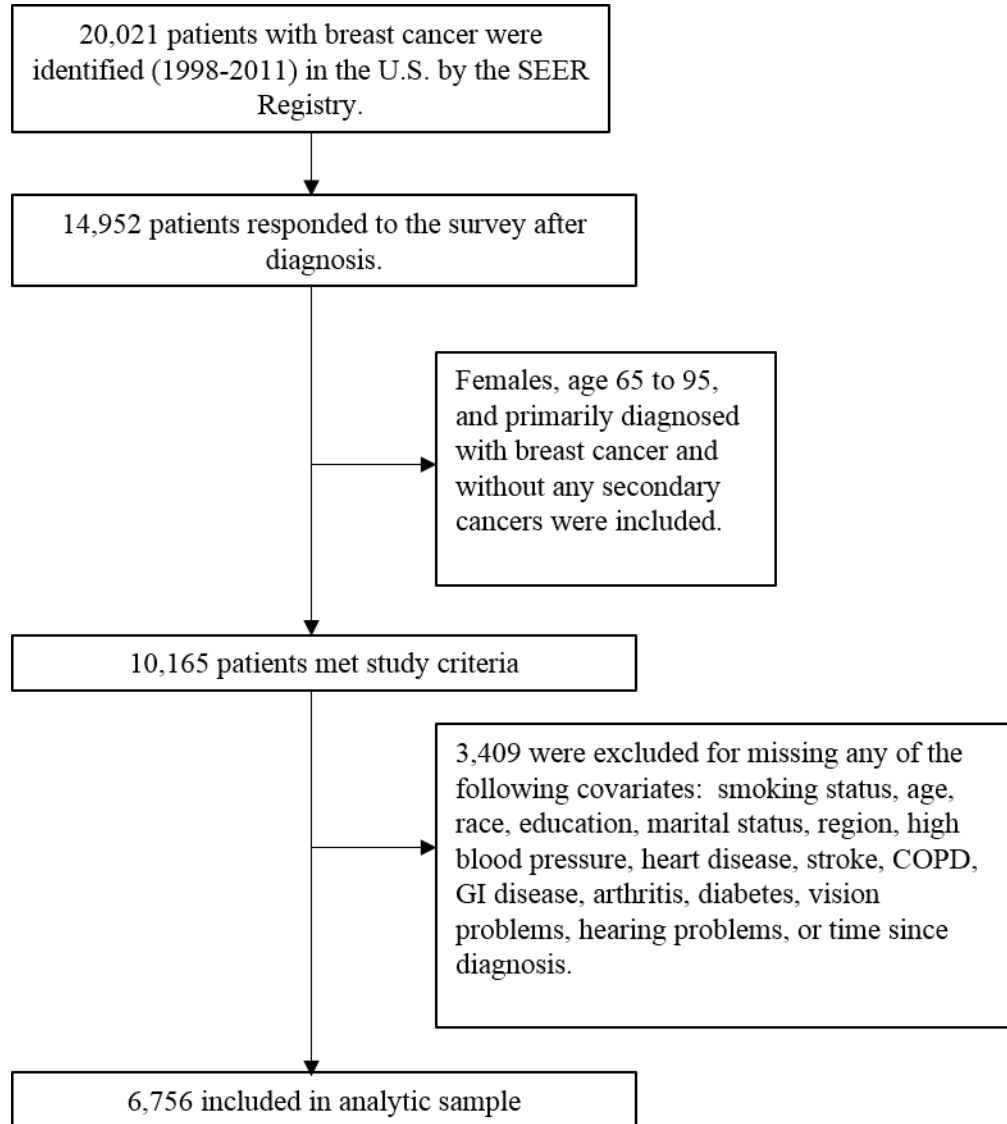 20,021 patients with breast cancer were
identified (1998-2011) in the U.S. by the SEER
Registry.
14,952 patients responded to the survey after
diagnosis.
Females, age 65 to 95,
and primarily diagnosed
with breast cancer and
without any secondary
cancers were included.
10,165 patients met study criteria
3,409 were excluded for missing any of the
following covariates:  smoking status, age,
race, education, marital status, region, high
blood pressure, heart disease, stroke, COPD,
GI disease, arthritis, diabetes, vision
problems, hearing problems, or time since
diagnosis.
6,756 included in analytic sample